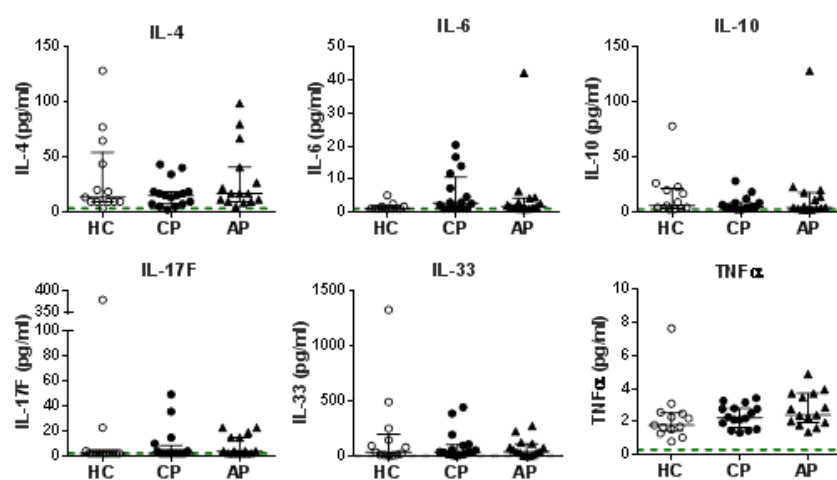 IL-4
IL-4 (pg/ml)
150
100
50
0
HC CP AP
IL-6
IL-6 (pg/ml)
50
40
30
20
10
0
HC CP AP
IL-10
IL-10 (pg/ml)
150
100
50
0
HC CP AP
IL-17F
IL-17F (pg/ml)
400
350
100
80
60
40
20
0
HC CP AP
IL-33
IL-33 (pg/ml)
1500
1000
500
0
HC CP AP
TNFα
TNFα (pg/ml)
10
8
6
4
2
0
HC CP AP